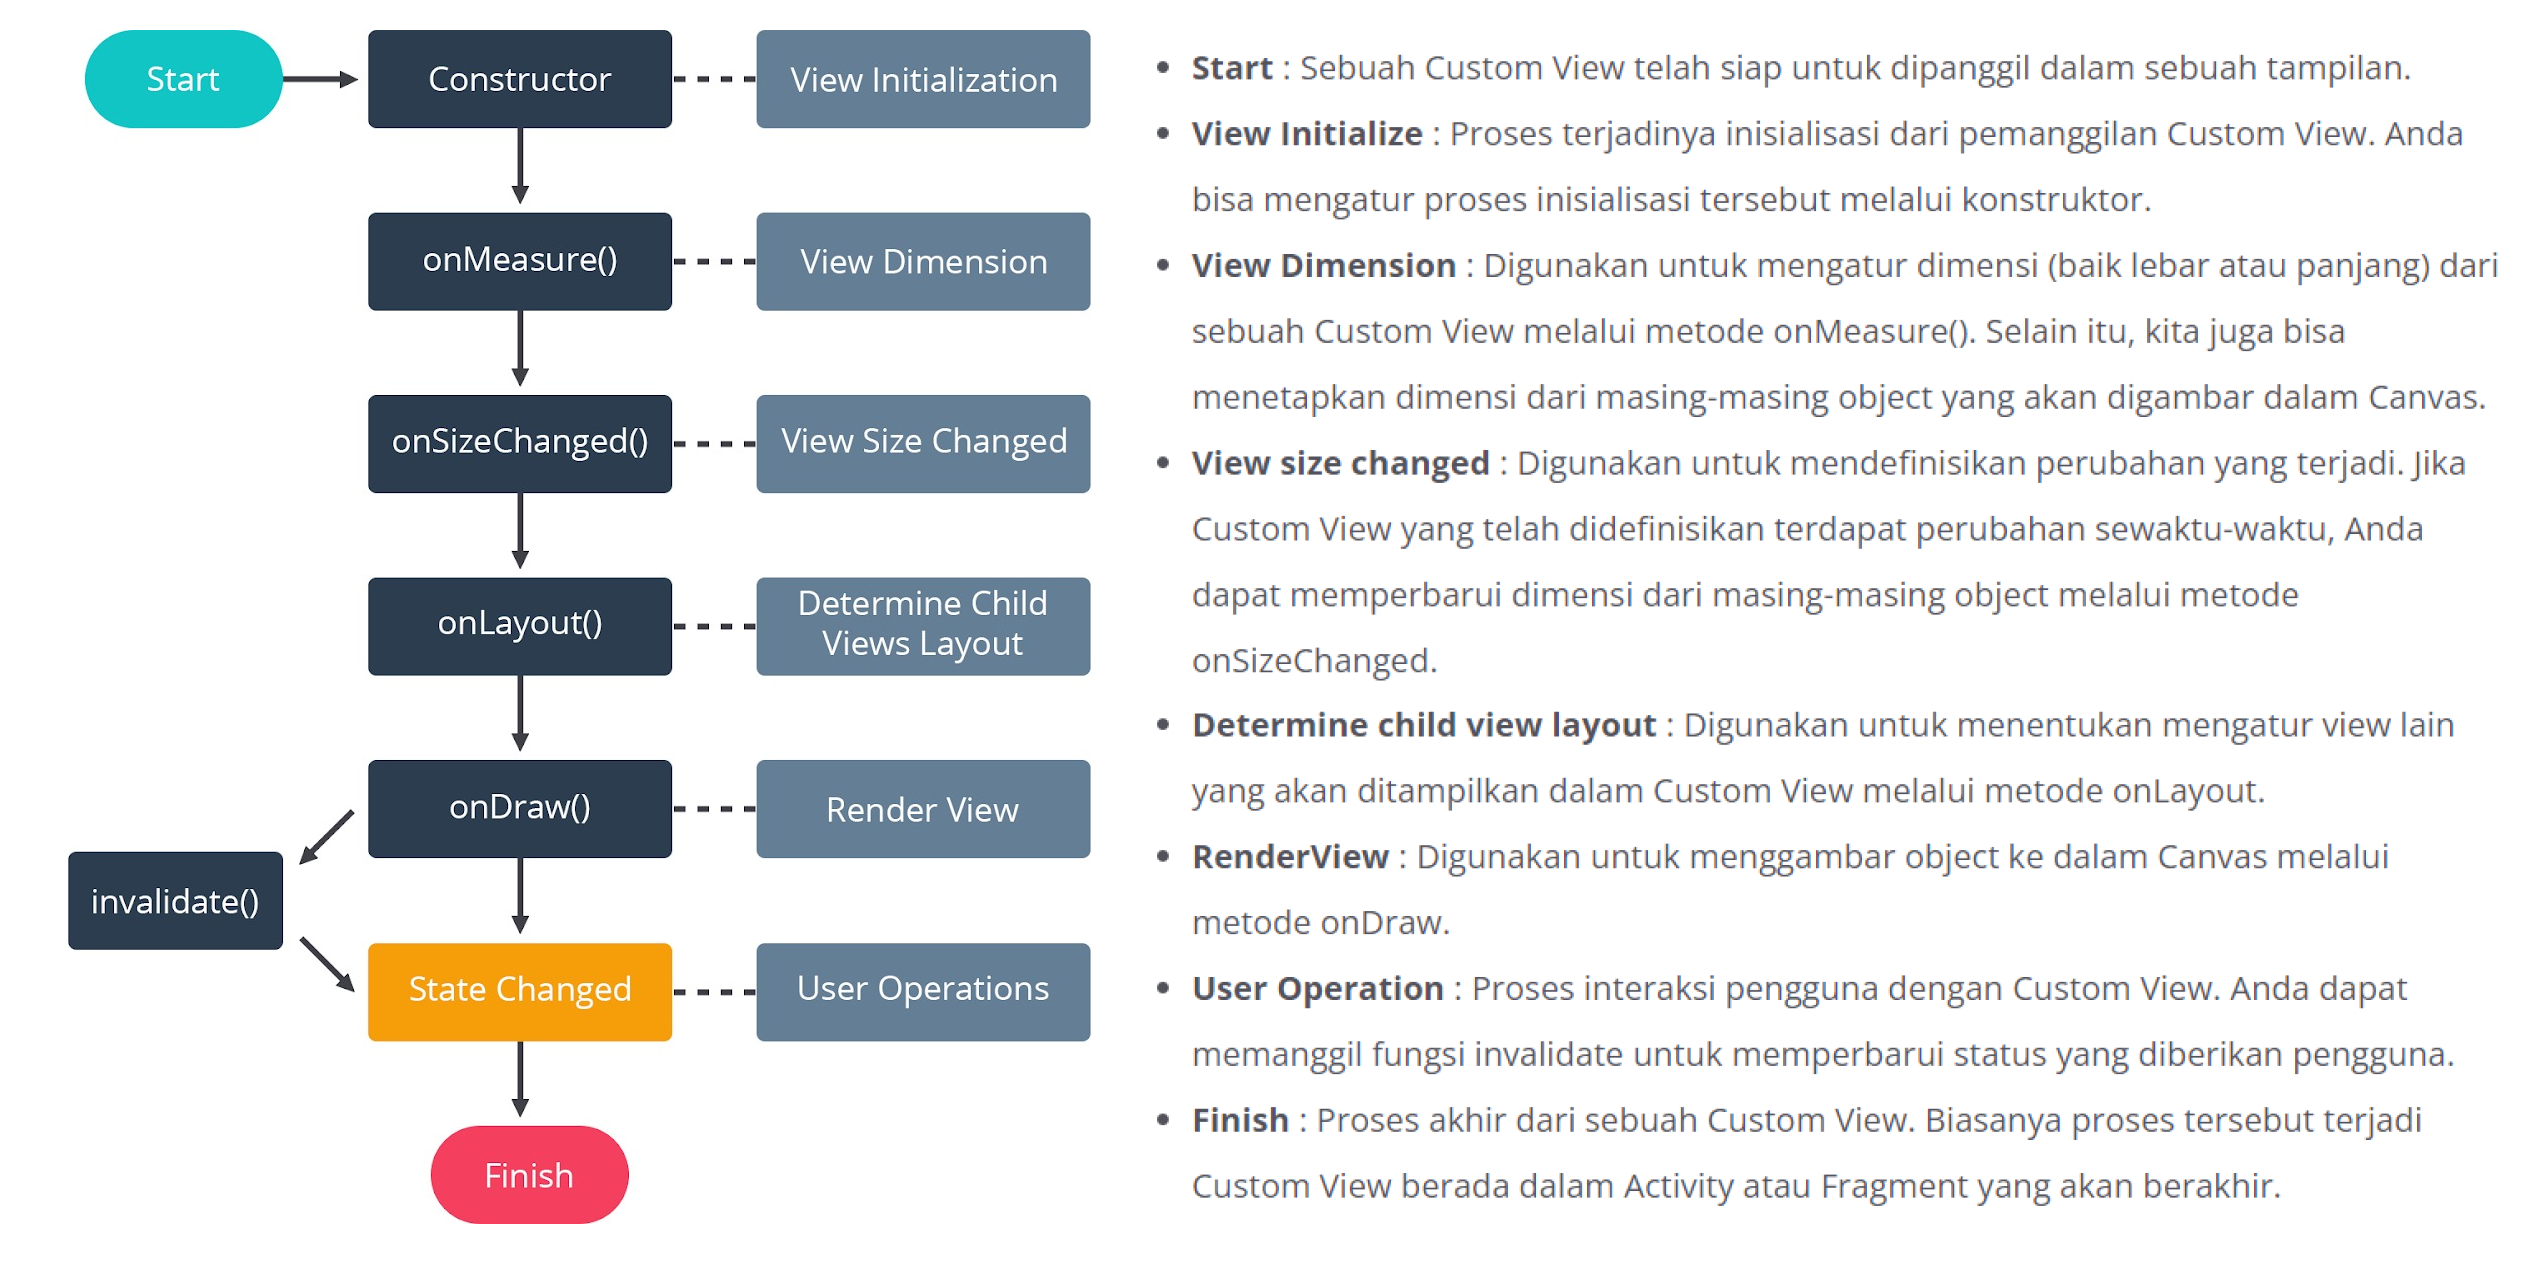 Start
Constructor
View Initialization
onMeasure()
View Dimension
onSizeChanged()
View Size Changed
onLayout()
Determine Child
Views Layout
onDraw()
Render View
invalidate()
State Changed
User Operations
Finish
• Start : Sebuah Custom View telah siap untuk dipanggil dalam sebuah tampilan.
• View Initialize : Proses terjadinya inisialisasi dari pemanggilan Custom View. Anda
bisa mengatur proses inisialisasi tersebut melalui konstruktor.
• View Dimension : Digunakan untuk mengatur dimensi (baik lebar atau panjang) dari
sebuah Custom View melalui metode onMeasure(). Selain itu, kita juga bisa
menetapkan dimensi dari masing-masing object yang akan digambar dalam Canvas.
• View size changed : Digunakan untuk mendefinisikan perubahan yang terjadi. Jika
Custom View yang telah didefinisikan terdapat perubahan sewaktu-waktu, Anda
dapat memperbarui dimensi dari masing-masing object melalui metode
onSizeChanged.
• Determine child view layout : Digunakan untuk menentukan mengatur view lain
yang akan ditampilkan dalam Custom View melalui metode onLayout.
• RenderView : Digunakan untuk menggambar object ke dalam Canvas melalui
metode onDraw.
• User Operation : Proses interaksi pengguna dengan Custom View. Anda dapat
memanggil fungsi invalidate untuk memperbarui status yang diberikan pengguna.
• Finish : Proses akhir dari sebuah Custom View. Biasanya proses tersebut terjadi
Custom View berada dalam Activity atau Fragment yang akan berakhir.